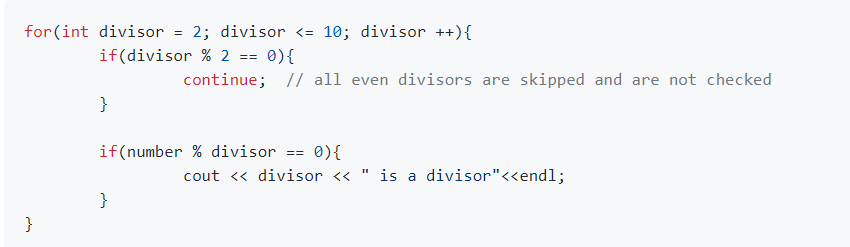 for(int divisor = 2; divisor <= 10; divisor ++){
        if(divisor % 2 == 0){
                continue;  // all even divisors are skipped and are not checked
        }

        if(number % divisor == 0){
                cout << divisor << " is a divisor"<<endl;
        }
}